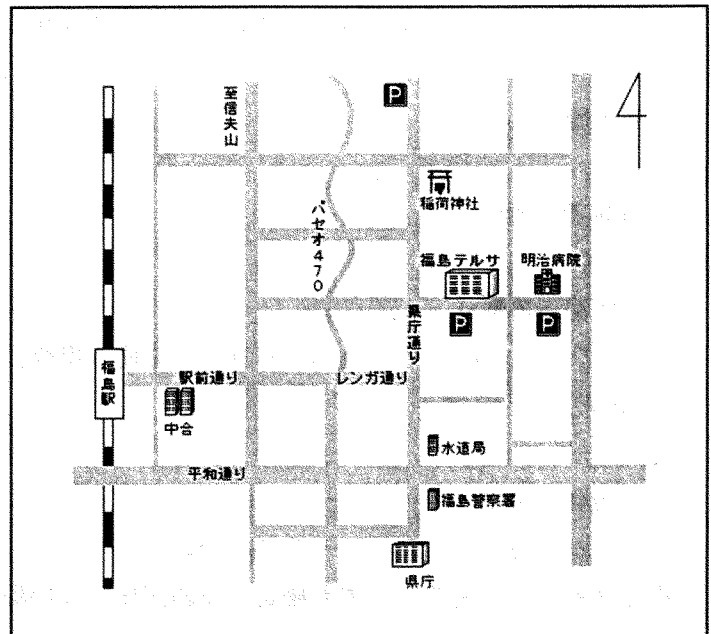 P
至信夫山
稲荷神社
パセオ470
福島テルサ
明治病院
県庁通り
P
P
福島駅
駅前通り
レンガ通り
中合
水道局
平和通り
福島警察署
県庁